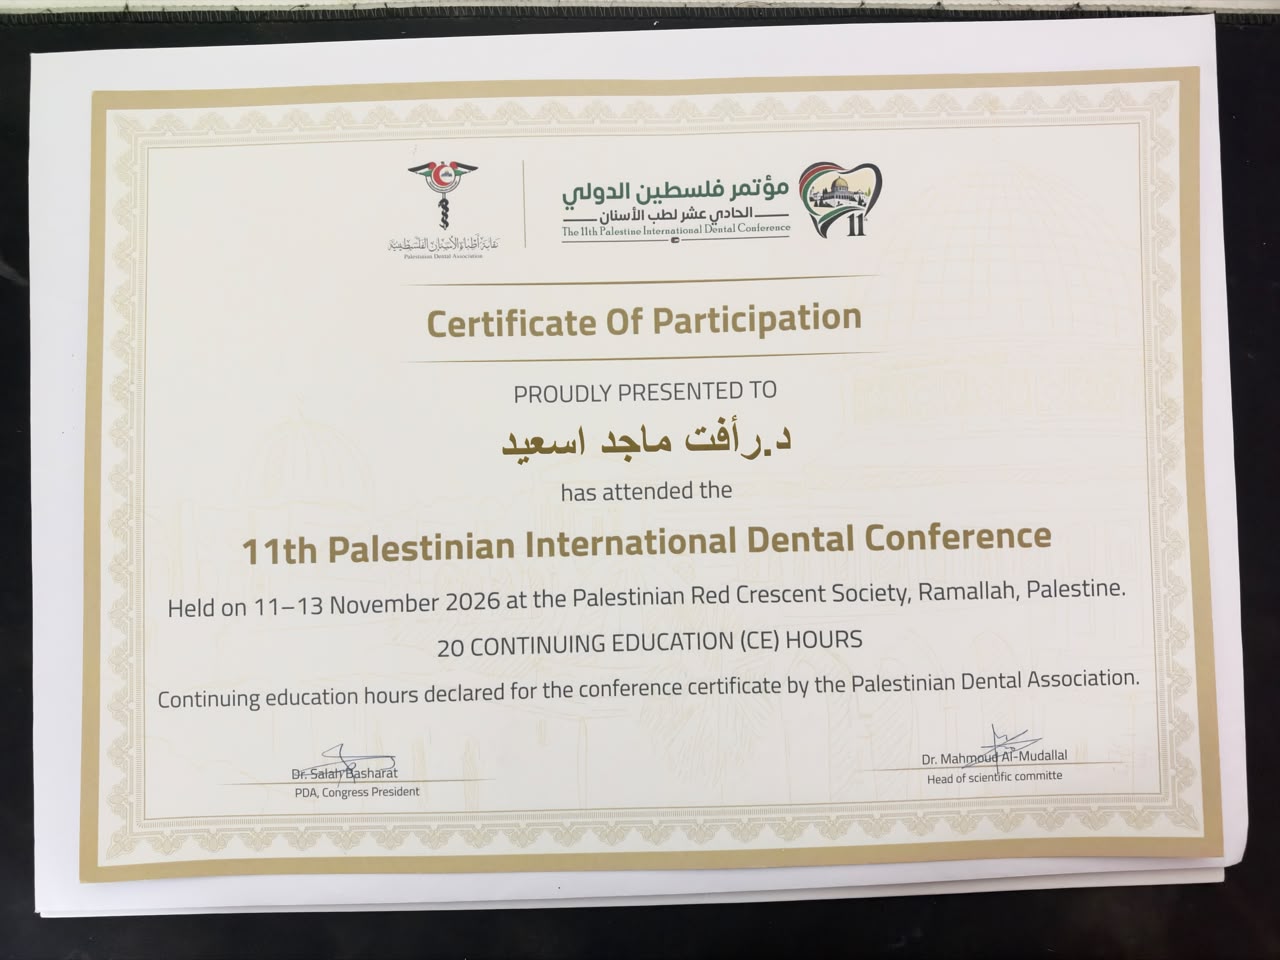 نقابة أطباء الأسنان الفلسطينية
Palestinian Dental Association
مؤتمر فلسطين الدولي
الحادي عشر لطب الأسنان
The 11th Palestine International Dental Conference
11
Certificate Of Participation
PROUDLY PRESENTED TO
د.رأفت ماجد اسعيد
has attended the
11th Palestinian International Dental Conference
Held on 11–13 November 2026 at the Palestinian Red Crescent Society, Ramallah, Palestine.
20 CONTINUING EDUCATION (CE) HOURS
Continuing education hours declared for the conference certificate by the Palestinian Dental Association.
Dr. Salah Basharat
PDA, Congress President
Dr. Mahmoud Al-Mudallal
Head of scientific committe